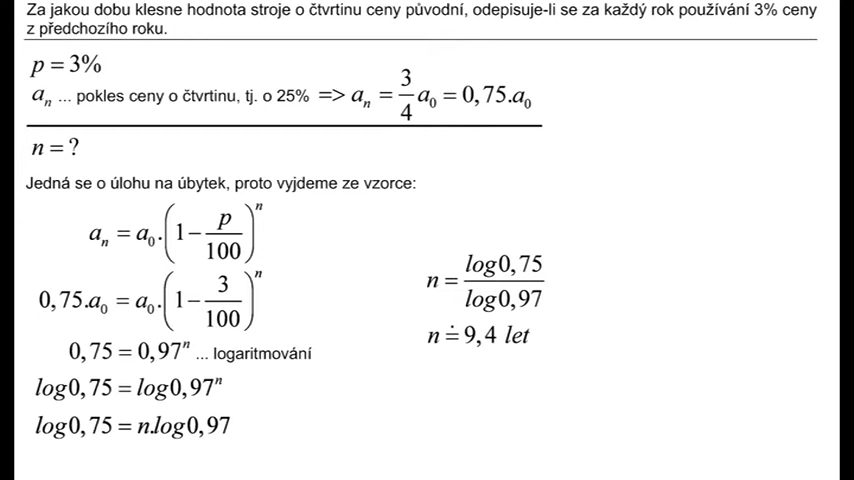 Za jakou dobu klesne hodnota stroje o čtvrtinu ceny původní, odepisuje-li se za každý rok používání 3% ceny
z předchozího roku.
p = 3%
aₙ ... pokles ceny o čtvrtinu, tj. o 25% => aₙ = 3/4 a₀ = 0,75.a₀
n = ?
Jedná se o úlohu na úbytek, proto vyjdeme ze vzorce:
aₙ = a₀.(1 − p/100)ⁿ
0,75.a₀ = a₀.(1 − 3/100)ⁿ
0,75 = 0,97ⁿ ... logaritmování
log0,75 = log0,97ⁿ
log0,75 = n.log0,97
n = log0,75/log0,97
n ≐ 9,4 let